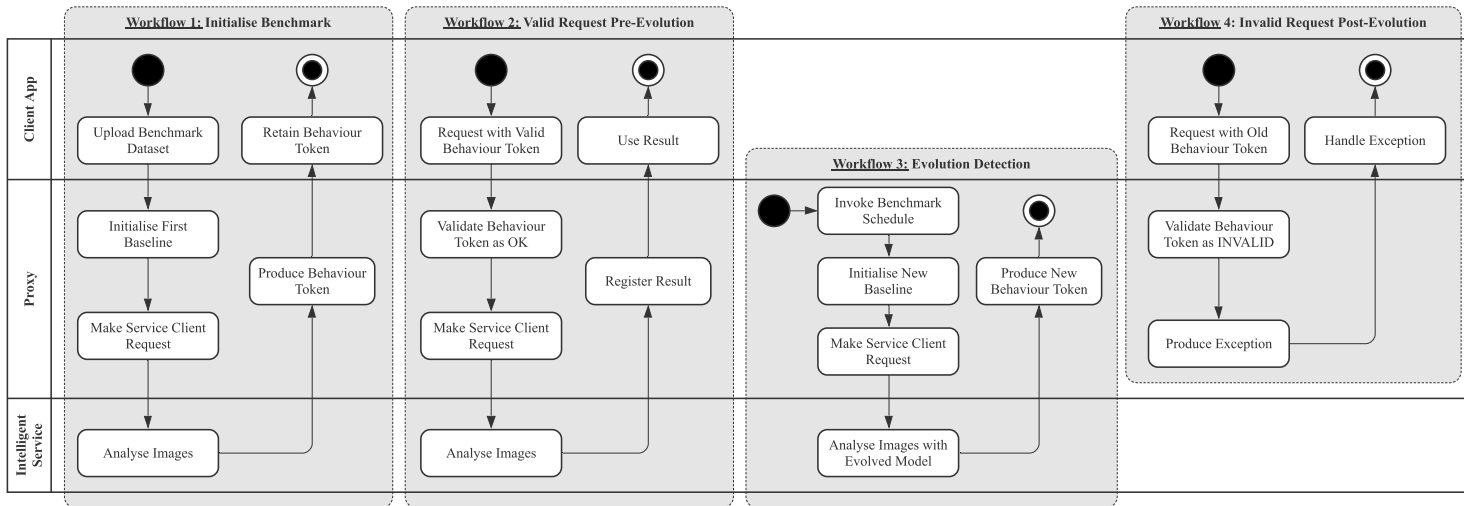 Workflow 1: Initialise Benchmark
Workflow 2: Valid Request Pre-Evolution
Workflow 4: Invalid Request Post-Evolution
Client App
Upload Benchmark
Dataset
Retain Behaviour
Token
Request with Valid
Behaviour Token
Use Result
Request with Old
Behaviour Token
Handle Exception
Workflow 3: Evolution Detection
Proxy
Initialise First
Baseline
Produce Behaviour
Token
Make Service Client
Request
Validate Behaviour
Token as OK
Register Result
Make Service Client
Request
Invoke Benchmark
Schedule
Initialise New
Baseline
Produce New
Behaviour Token
Make Service Client
Request
Validate Behaviour
Token as INVALID
Produce Exception
Intelligent
Service
Analyse Images
Analyse Images
Analyse Images with
Evolved Model